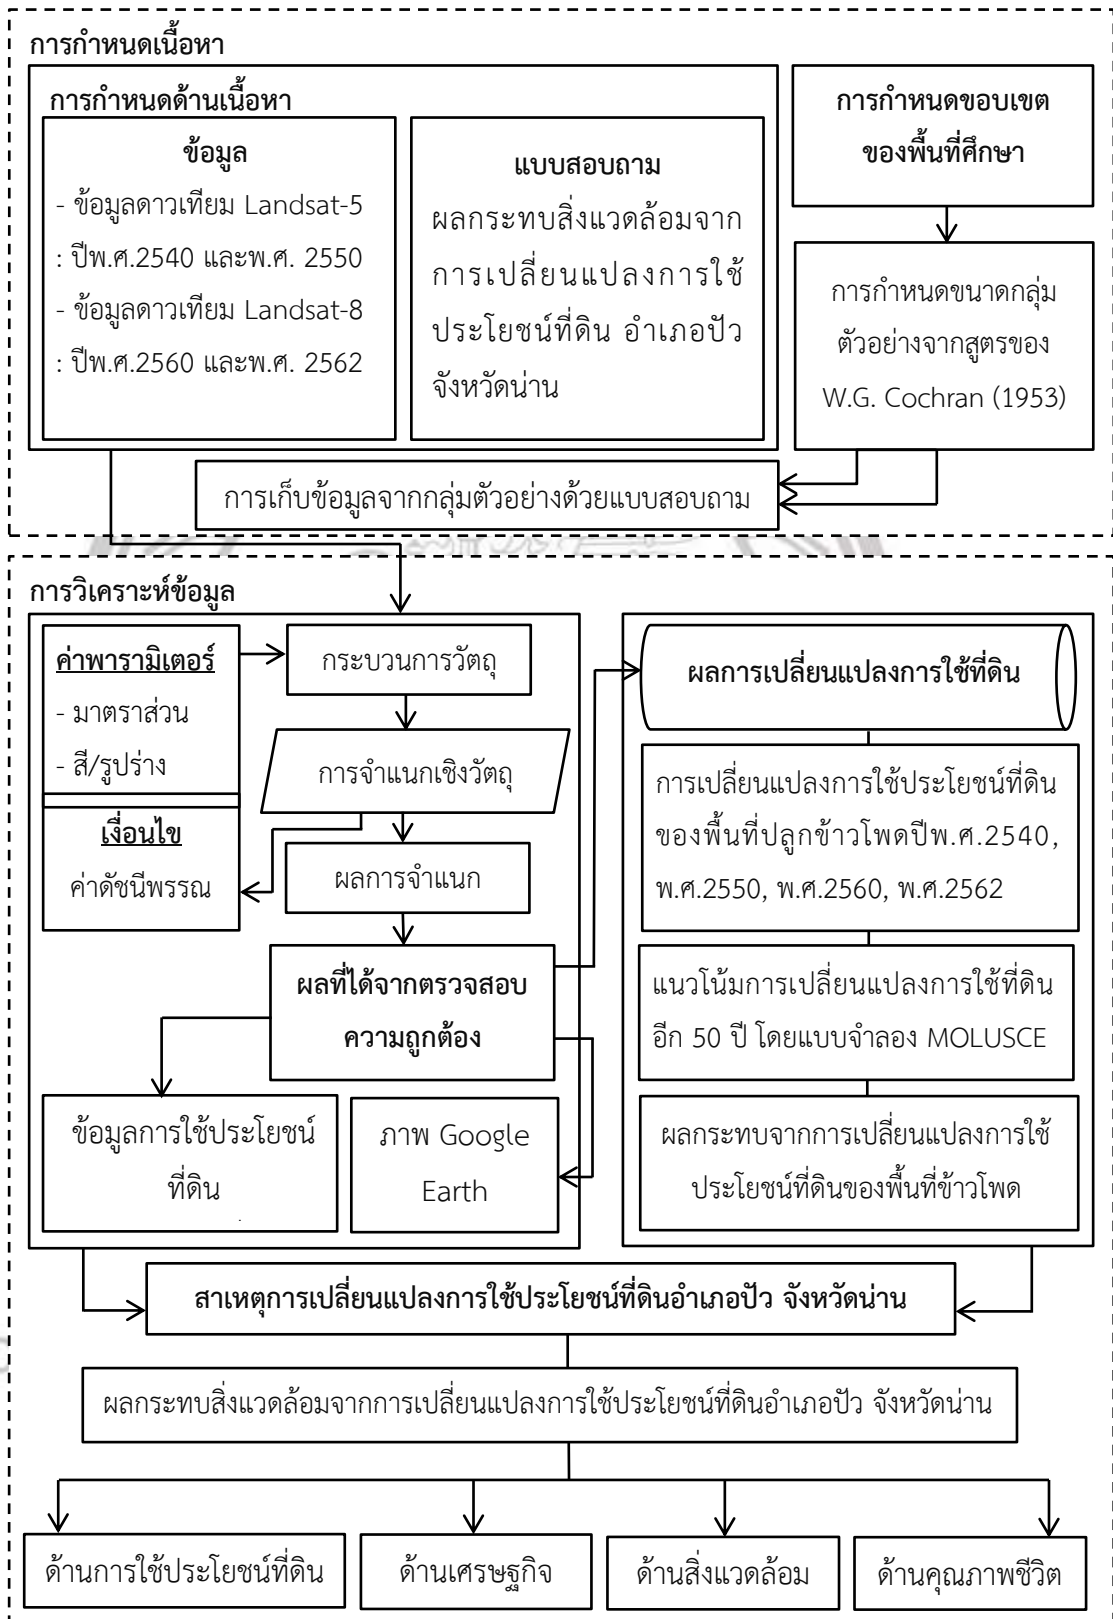 การกำหนดเนื้อหา
การกำหนดด้านเนื้อหา
ข้อมูล
- ข้อมูลดาวเทียม Landsat-5
: ปีพ.ศ.2540 และพ.ศ. 2550
- ข้อมูลดาวเทียม Landsat-8
: ปีพ.ศ.2560 และพ.ศ. 2562
แบบสอบถาม
ผลกระทบสิ่งแวดล้อมจาก
การเปลี่ยนแปลงการใช้
ประโยชน์ที่ดิน อำเภอปัว
จังหวัดน่าน
การกำหนดขอบเขต
ของพื้นที่ศึกษา
การกำหนดขนาดกลุ่ม
ตัวอย่างจากสูตรของ
W.G. Cochran (1953)
การเก็บข้อมูลจากกลุ่มตัวอย่างด้วยแบบสอบถาม
การวิเคราะห์ข้อมูล
ค่าพารามิเตอร์
- มาตราส่วน
- สี/รูปร่าง
เงื่อนไข
ค่าดัชนีพรรณ
กระบวนการวัตถุ
การจำแนกเชิงวัตถุ
ผลการจำแนก
ผลที่ได้จากตรวจสอบ
ความถูกต้อง
ข้อมูลการใช้ประโยชน์
ที่ดิน
ภาพ Google
Earth
ผลการเปลี่ยนแปลงการใช้ที่ดิน
การเปลี่ยนแปลงการใช้ประโยชน์ที่ดิน
ของพื้นที่ปลูกข้าวโพดปีพ.ศ.2540,
พ.ศ.2550, พ.ศ.2560, พ.ศ.2562
แนวโน้มการเปลี่ยนแปลงการใช้ที่ดิน
อีก 50 ปี โดยแบบจำลอง MOLUSCE
ผลกระทบจากการเปลี่ยนแปลงการใช้
ประโยชน์ที่ดินของพื้นที่ข้าวโพด
สาเหตุการเปลี่ยนแปลงการใช้ประโยชน์ที่ดินอำเภอปัว จังหวัดน่าน
ผลกระทบสิ่งแวดล้อมจากการเปลี่ยนแปลงการใช้ประโยชน์ที่ดินอำเภอปัว จังหวัดน่าน
ด้านการใช้ประโยชน์ที่ดิน
ด้านเศรษฐกิจ
ด้านสิ่งแวดล้อม
ด้านคุณภาพชีวิต